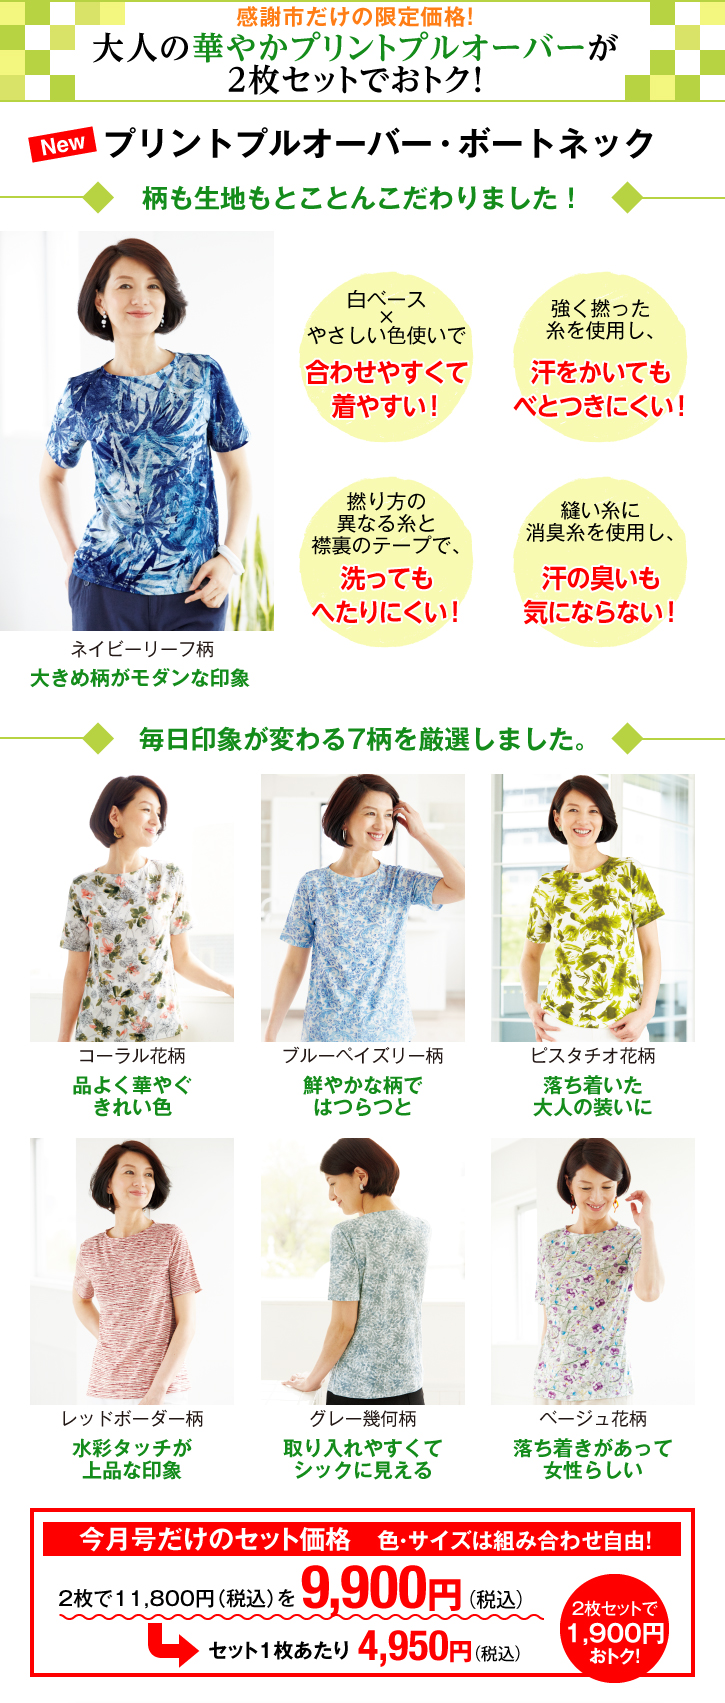 感謝市だけの限定価格!
大人の華やかプリントプルオーバーが
2枚セットでおトク!
New プリントプルオーバー・ボートネック
柄も生地もとことんこだわりました！
白ベース
×
やさしい色使いで
合わせやすくて
着やすい!
強く撚った
糸を使用し、
汗をかいても
べとつきにくい!
撚り方の
異なる糸と
襟裏のテープで、
洗っても
へたりにくい!
縫い糸に
消臭糸を使用し、
汗の臭いも
気にならない!
ネイビーリーフ柄
大きめ柄がモダンな印象
毎日印象が変わる7柄を厳選しました。
コーラル花柄
品よく華やぐ
きれい色
ブルーペイズリー柄
鮮やかな柄で
はつらつと
ピスタチオ花柄
落ち着いた
大人の装いに
レッドボーダー柄
水彩タッチが
上品な印象
グレー幾何柄
取り入れやすくて
シックに見える
ベージュ花柄
落ち着きがあって
女性らしい
今月号だけのセット価格 色・サイズは組み合わせ自由!
2枚で11,800円（税込）を 9,900円（税込）
セット1枚あたり 4,950円（税込）
2枚セットで
1,900円
おトク!